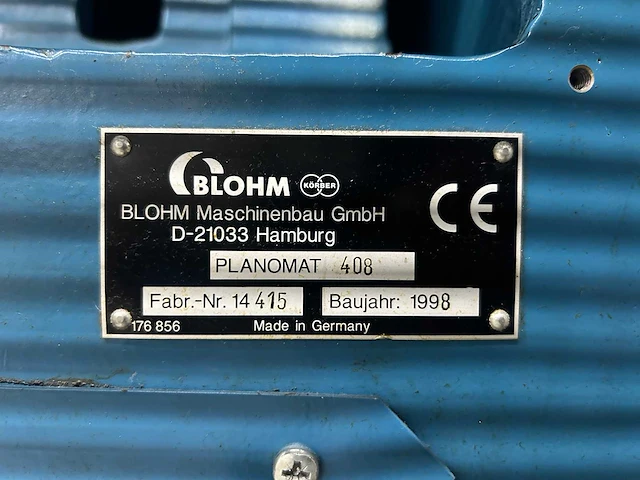 BLOHM KÖRBER
BLOHM Maschinenbau GmbH
D-21033 Hamburg
CE
PLANOMAT 408
Fabr.-Nr. 14 415 Baujahr: 1998
176 856 Made in Germany